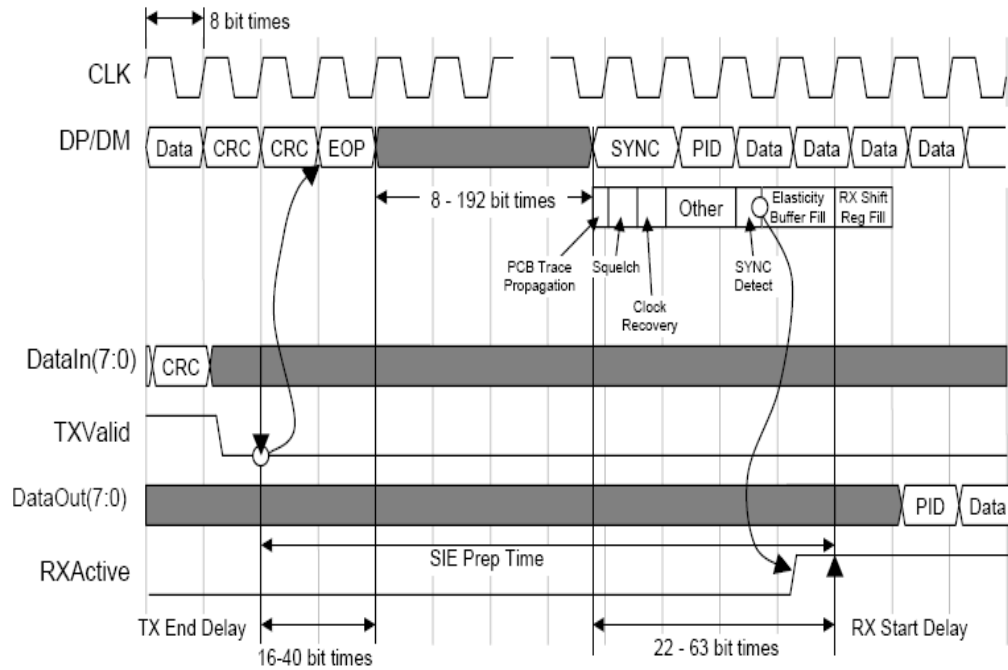 8 bit times
CLK
DP/DM
Data
CRC
CRC
EOP
SYNC
PID
Data
Data
Data
Data
8 - 192 bit times
Other
Elasticity
Buffer Fill
RX Shift
Reg Fill
PCB Trace
Propagation
Squelch
Clock
Recovery
SYNC
Detect
DataIn(7:0)
CRC
TXValid
DataOut(7:0)
PID
Data
SIE Prep Time
RXActive
TX End Delay
16-40 bit times
22 - 63 bit times
RX Start Delay